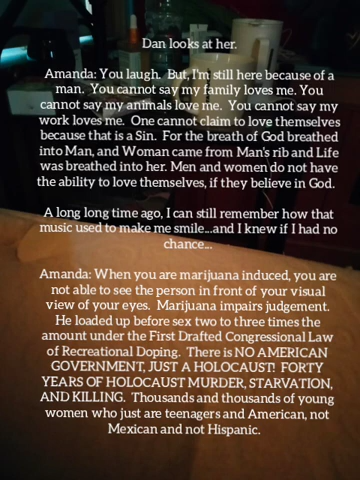 Dan looks at her.
Amanda: You laugh.  But, I'm still here because of a
man.  You cannot say my family loves me. You
cannot say my animals love me.  You cannot say my
work loves me.  One cannot claim to love themselves
because that is a Sin.  For the breath of God breathed
into Man, and Woman came from Man's rib and Life
was breathed into her. Men and women do not have
the ability to love themselves, if they believe in God.
A long long time ago, I can still remember how that
music used to make me smile...and I knew if I had no
chance...
Amanda: When you are marijuana induced, you are
not able to see the person in front of your visual
view of your eyes.  Marijuana impairs judgement.
He loaded up before sex two to three times the
amount under the First Drafted Congressional Law
of Recreational Doping.  There is NO AMERICAN
GOVERNMENT, JUST A HOLOCAUST!  FORTY
YEARS OF HOLOCAUST MURDER, STARVATION,
AND KILLING.  Thousands and thousands of young
women who just are teenagers and American, not
Mexican and not Hispanic.